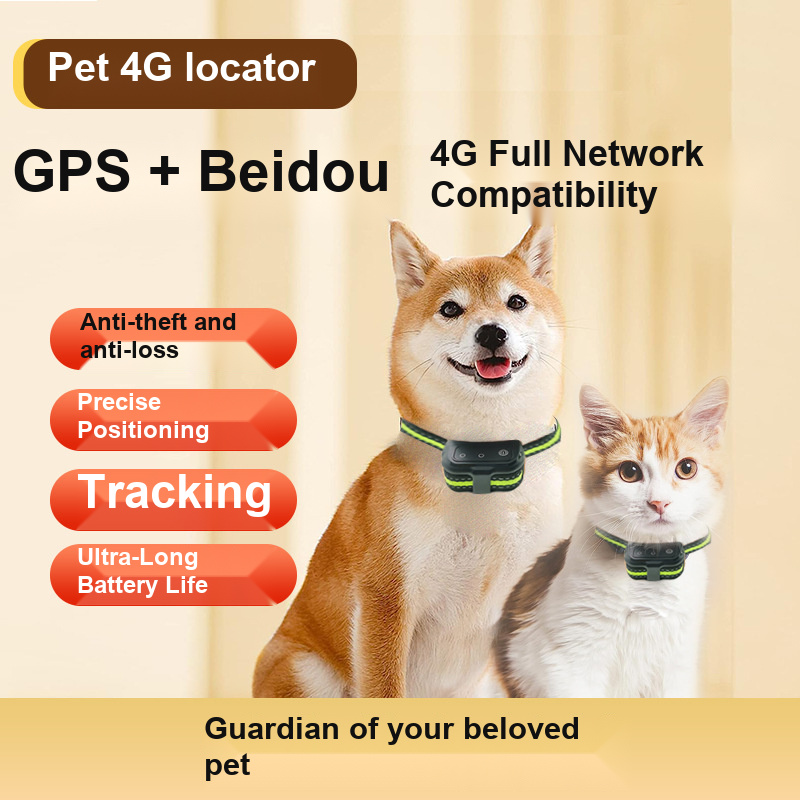 Pet 4G locator
GPS + Beidou
4G Full Network
Compatibility
Anti-theft and
anti-loss
Precise
Positioning
Tracking
Ultra-Long
Battery Life
Guardian of your beloved
pet